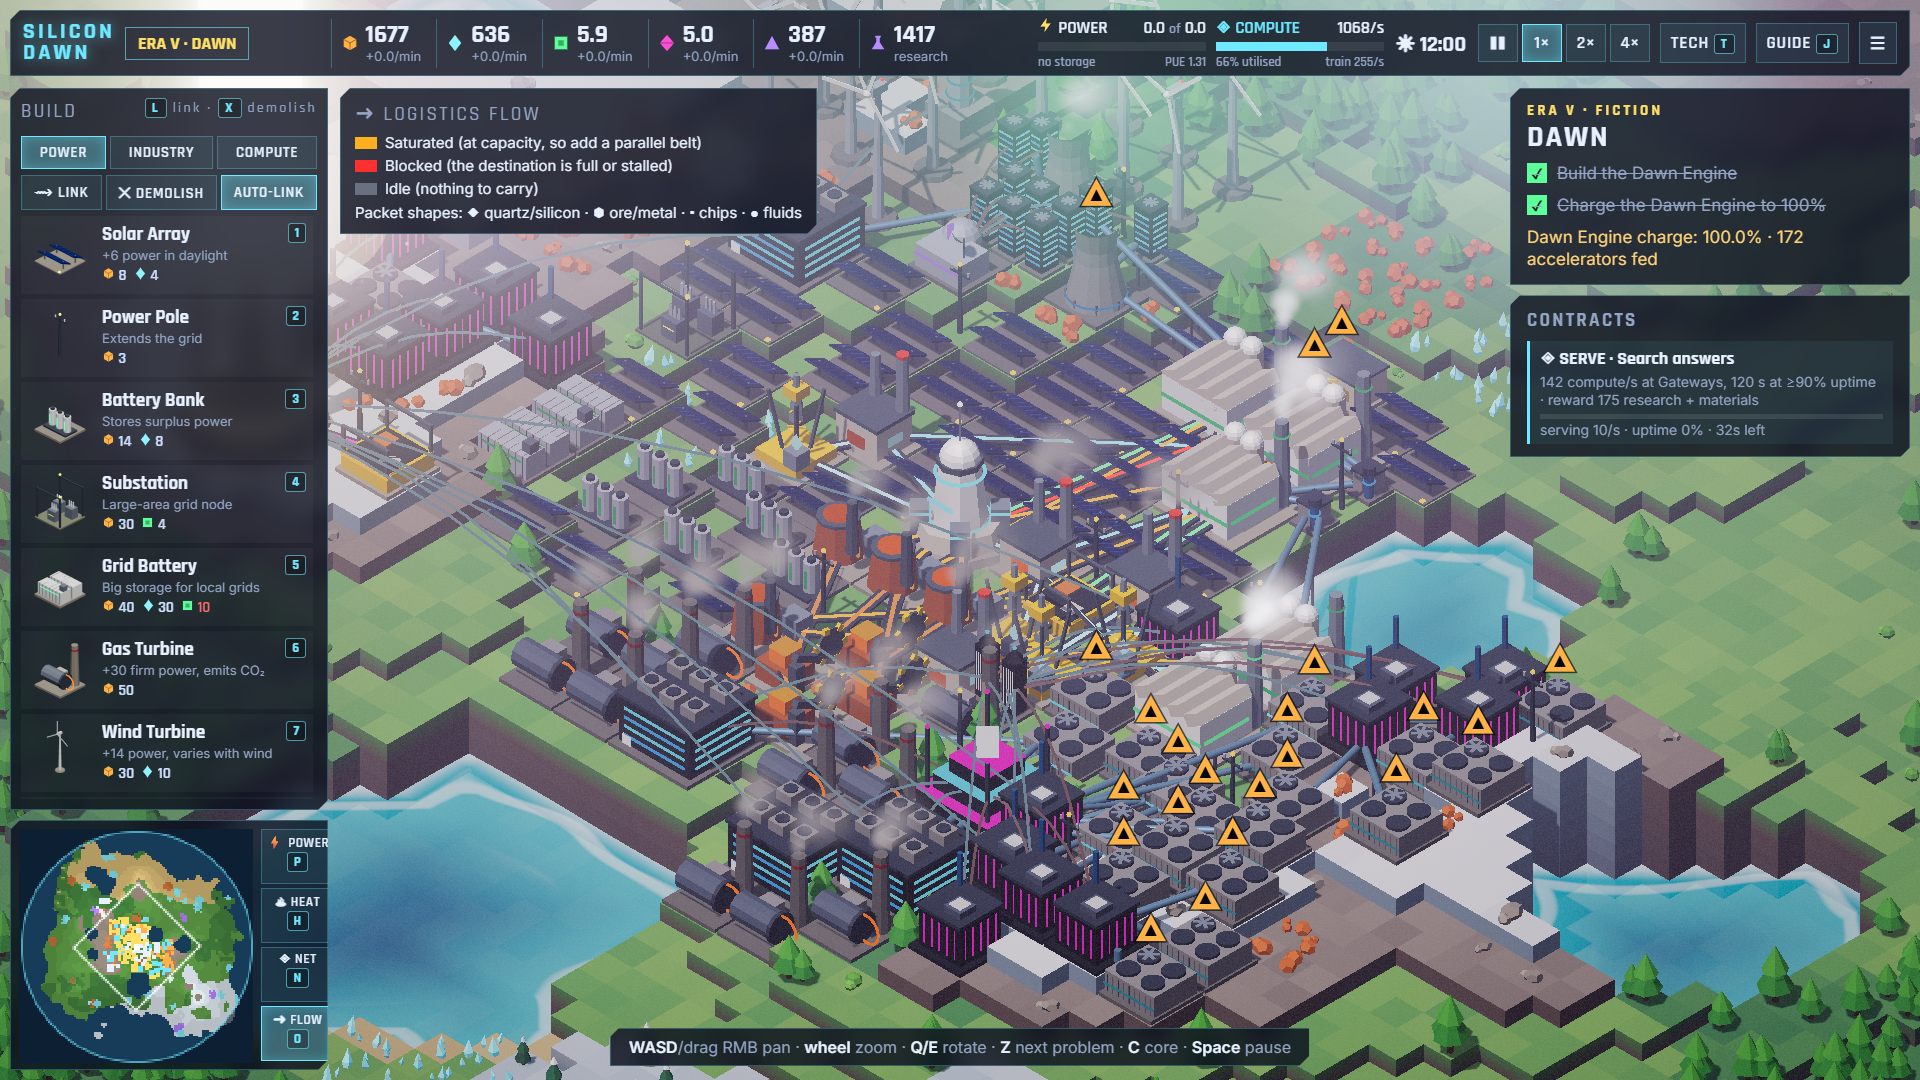 SILICON
DAWN
ERA V · DAWN
1677
+0.0/min
636
+0.0/min
5.9
+0.0/min
5.0
+0.0/min
387
+0.0/min
1417
research
POWER 0.0 of 0.0
no storage PUE 1.31
COMPUTE 1068/s
66% utilised train 255/s
12:00
1×
2×
4×
TECH T
GUIDE J
BUILD
L link · X demolish
POWER
INDUSTRY
COMPUTE
LINK
DEMOLISH
AUTO-LINK
Solar Array 1
+6 power in daylight
8 4
Power Pole 2
Extends the grid
3
Battery Bank 3
Stores surplus power
14 8
Substation 4
Large-area grid node
30 4
Grid Battery 5
Big storage for local grids
40 30 10
Gas Turbine 6
+30 firm power, emits CO₂
50
Wind Turbine 7
+14 power, varies with wind
30 10
→ LOGISTICS FLOW
Saturated (at capacity, so add a parallel belt)
Blocked (the destination is full or stalled)
Idle (nothing to carry)
Packet shapes: ◆ quartz/silicon · ⬢ ore/metal · ▪ chips · ● fluids
ERA V · FICTION
DAWN
✓ Build the Dawn Engine
✓ Charge the Dawn Engine to 100%
Dawn Engine charge: 100.0% · 172
accelerators fed
CONTRACTS
◈ SERVE · Search answers
142 compute/s at Gateways, 120 s at ≥90% uptime
· reward 175 research + materials
serving 10/s · uptime 0% · 32s left
POWER
P
HEAT
H
NET
N
FLOW
O
WASD/drag RMB pan · wheel zoom · Q/E rotate · Z next problem · C core · Space pause